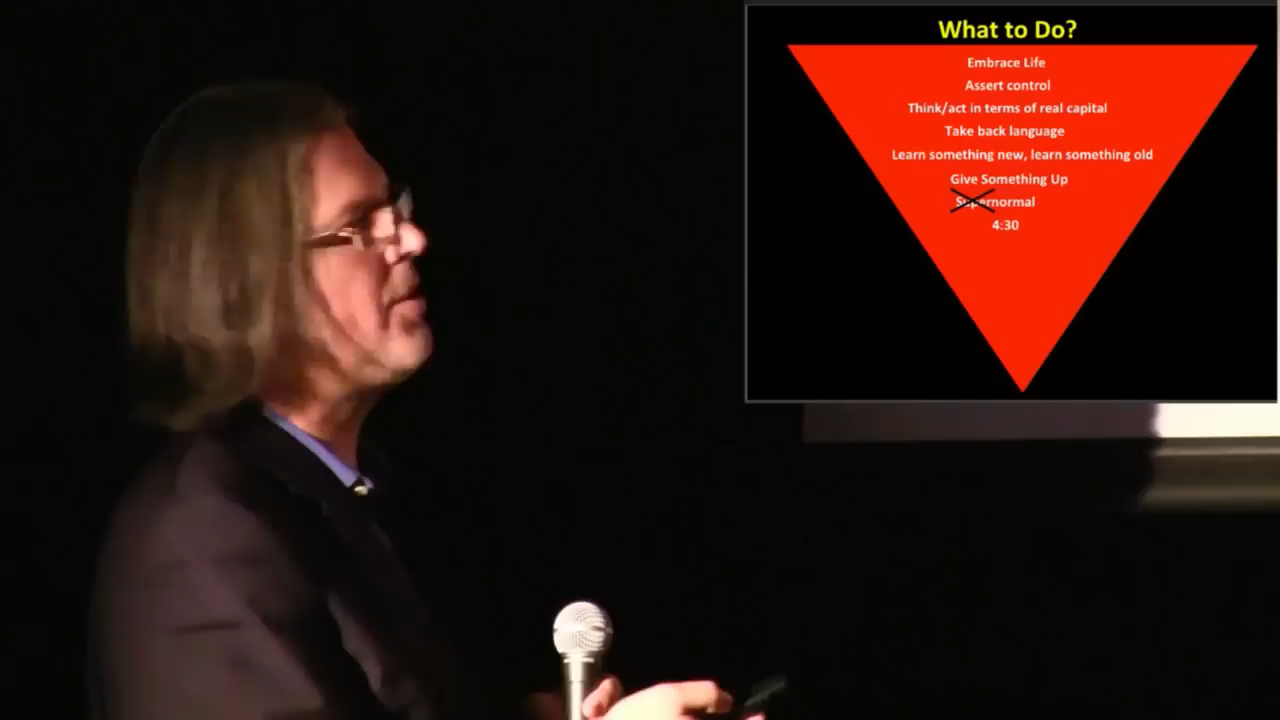 What to Do?
Embrace Life
Assert control
Think/act in terms of real capital
Take back language
Learn something new, learn something old
Give Something Up
Supernormal
4:30